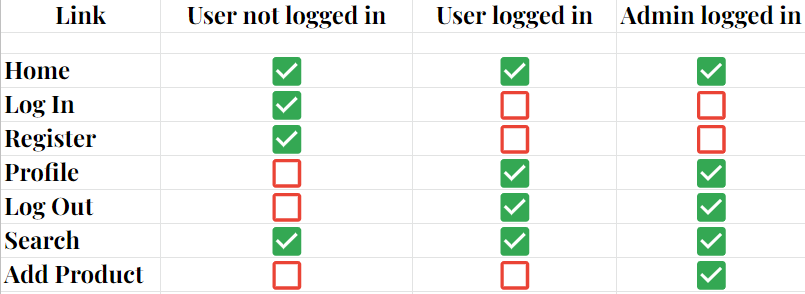 Link User not logged in User logged in Admin logged in
Home
Log In
Register
Profile
Log Out
Search
Add Product